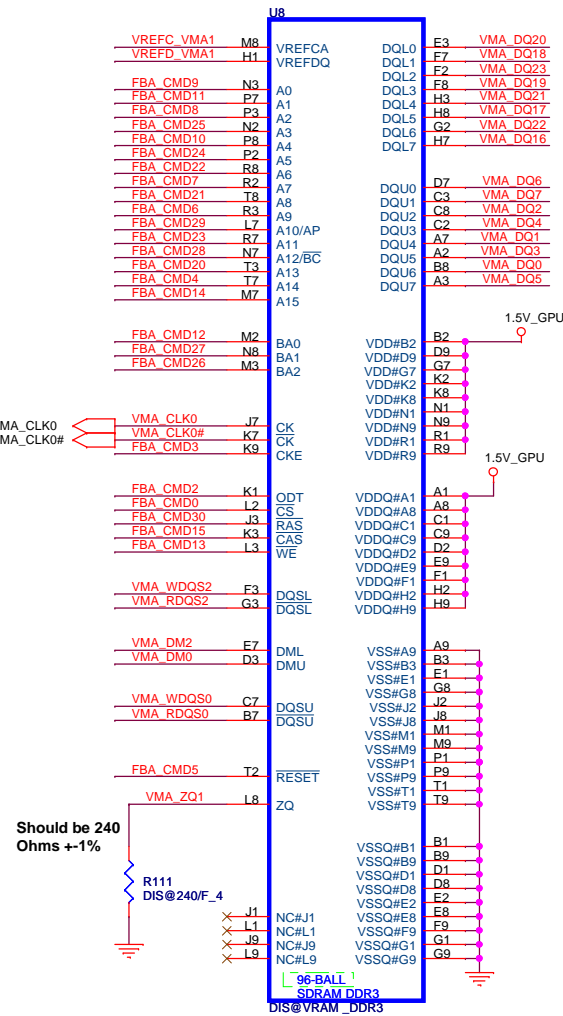 U8
VREFC_VMA1 M8 VREFCA DQL0 E3 VMA_DQ20
VREFD_VMA1 H1 VREFDQ DQL1 F7 VMA_DQ18
DQL2 F2 VMA_DQ23
FBA_CMD9 N3 A0 DQL3 F8 VMA_DQ19
FBA_CMD11 P7 A1 DQL4 H3 VMA_DQ21
FBA_CMD8 P3 A2 DQL5 H8 VMA_DQ17
FBA_CMD25 N2 A3 DQL6 G2 VMA_DQ22
FBA_CMD10 P8 A4 DQL7 H7 VMA_DQ16
FBA_CMD24 P2 A5
FBA_CMD22 R8 A6
FBA_CMD7 R2 A7 DQU0 D7 VMA_DQ6
FBA_CMD21 T8 A8 DQU1 C3 VMA_DQ7
FBA_CMD6 R3 A9 DQU2 C8 VMA_DQ2
FBA_CMD29 L7 A10/AP DQU3 C2 VMA_DQ4
FBA_CMD23 R7 A11 DQU4 A7 VMA_DQ1
FBA_CMD28 N7 A12/BC DQU5 A2 VMA_DQ3
FBA_CMD20 T3 A13 DQU6 B8 VMA_DQ0
FBA_CMD4 T7 A14 DQU7 A3 VMA_DQ5
FBA_CMD14 M7 A15
1.5V_GPU
FBA_CMD12 M2 BA0 VDD#B2 B2
FBA_CMD27 N8 BA1 VDD#D9 D9
FBA_CMD26 M3 BA2 VDD#G7 G7
VDD#K2 K2
VDD#K8 K8
VDD#N1 N1
MA_CLK0 VMA_CLK0 J7 CK VDD#N9 N9
MA_CLK0# VMA_CLK0# K7 CK VDD#R1 R1
FBA_CMD3 K9 CKE VDD#R9 R9
1.5V_GPU
FBA_CMD2 K1 ODT VDDQ#A1 A1
FBA_CMD0 L2 CS VDDQ#A8 A8
FBA_CMD30 J3 RAS VDDQ#C1 C1
FBA_CMD15 K3 CAS VDDQ#C9 C9
FBA_CMD13 L3 WE VDDQ#D2 D2
VDDQ#E9 E9
VDDQ#F1 F1
VMA_WDQS2 F3 DQSL VDDQ#H2 H2
VMA_RDQS2 G3 DQSL VDDQ#H9 H9
VMA_DM2 E7 DML VSS#A9 A9
VMA_DM0 D3 DMU VSS#B3 B3
VSS#E1 E1
VSS#G8 G8
VMA_WDQS0 C7 DQSU VSS#J2 J2
VMA_RDQS0 B7 DQSU VSS#J8 J8
VSS#M1 M1
VSS#M9 M9
VSS#P1 P1
FBA_CMD5 T2 RESET VSS#P9 P9
VSS#T1 T1
VMA_ZQ1 L8 ZQ VSS#T9 T9
Should be 240
Ohms +-1%
VSSQ#B1 B1
VSSQ#B9 B9
VSSQ#D1 D1
R111 VSSQ#D8 D8
DIS@240/F_4 VSSQ#E2 E2
NC#J1 J1 VSSQ#E8 E8
NC#L1 L1 VSSQ#F9 F9
NC#J9 J9 VSSQ#G1 G1
NC#L9 L9 VSSQ#G9 G9
96-BALL
SDRAM DDR3
DIS@VRAM _DDR3